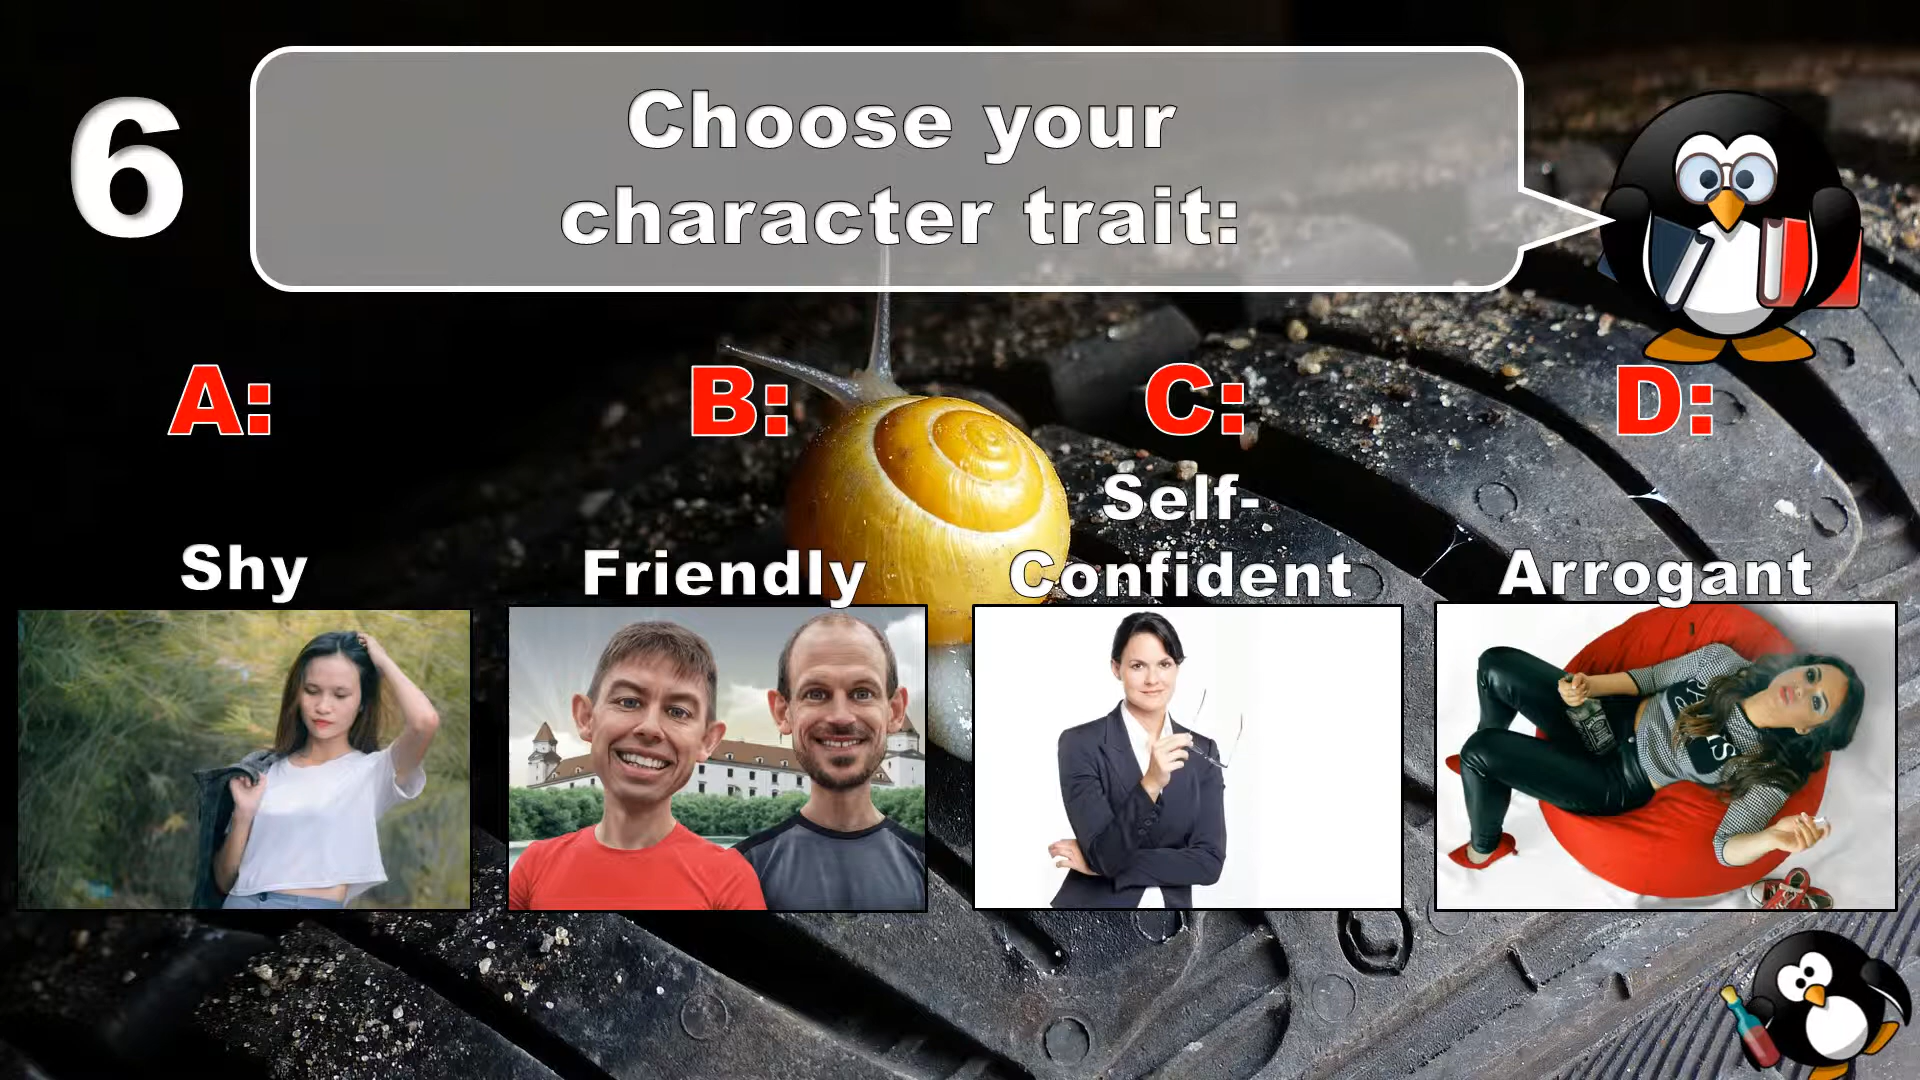 6
Choose your
character trait:
A:
B:
C:
D:
Shy
Friendly
Self-
Confident
Arrogant